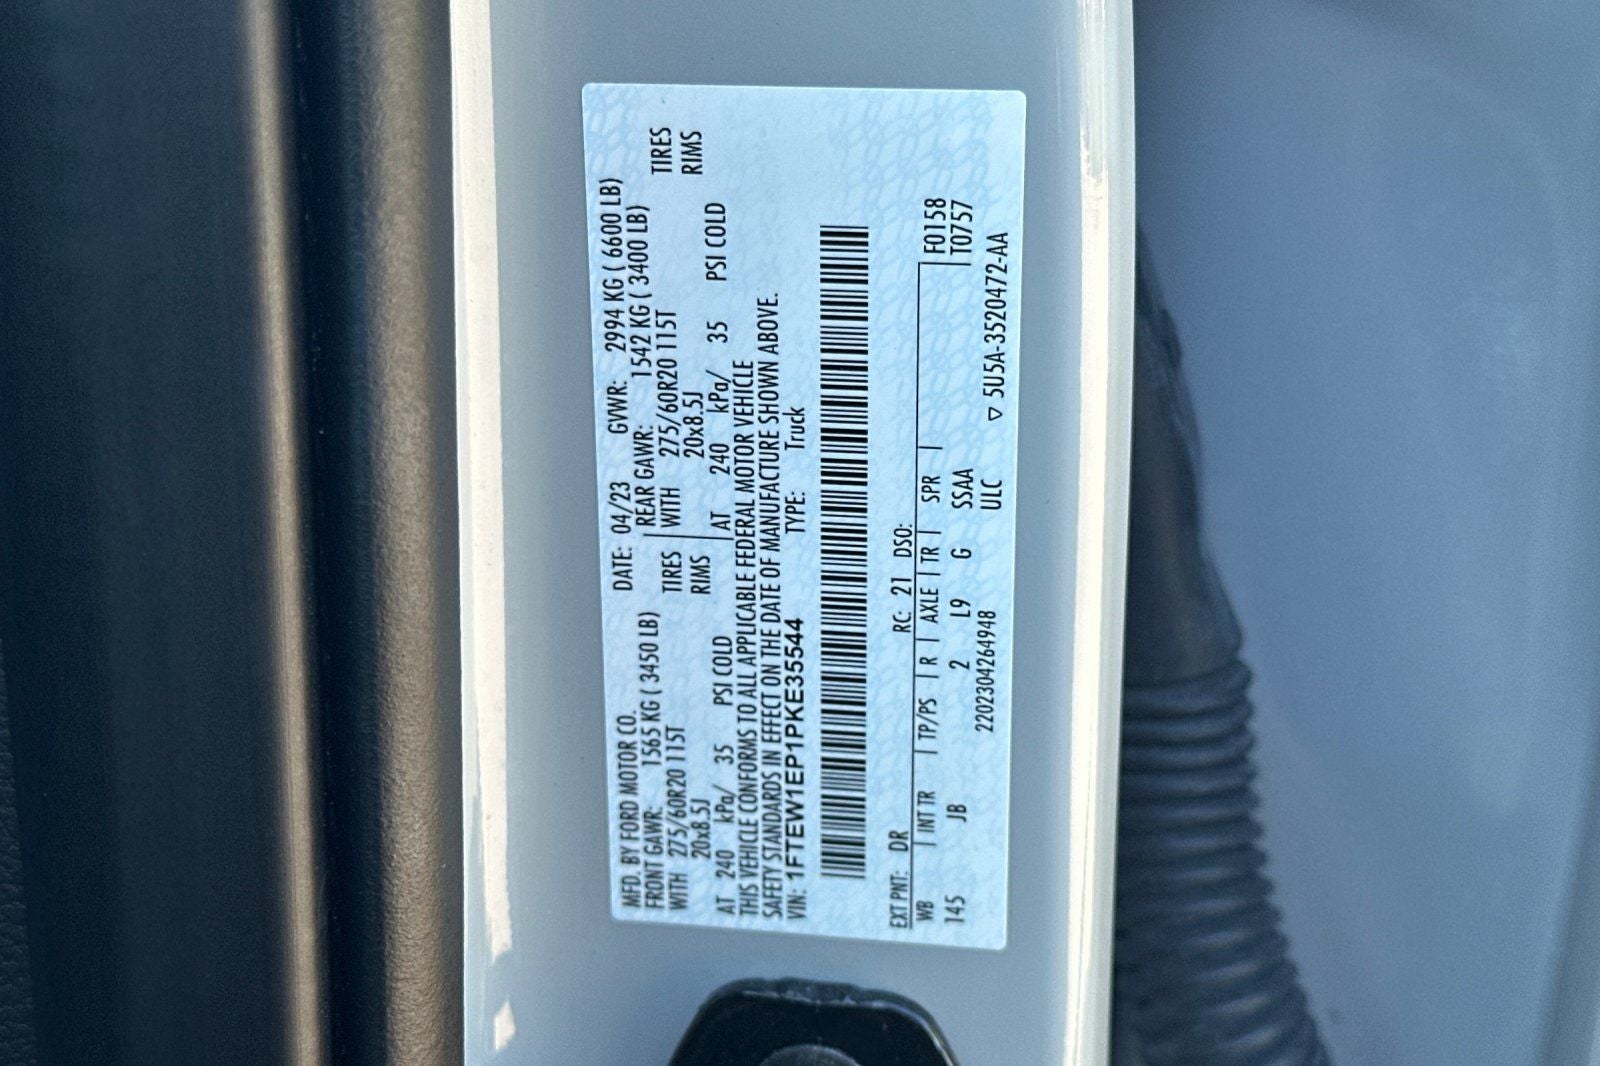 MFD. BY FORD MOTOR CO. DATE: 04/23 GVWR: 2994 KG ( 6600 LB)
FRONT GAWR: 1565 KG ( 3450 LB) REAR GAWR: 1542 KG ( 3400 LB)
WITH 275/60R20 115T TIRES WITH 275/60R20 115T TIRES
20x8.5J RIMS 20x8.5J RIMS
AT 240 kPa/ 35 PSI COLD AT 240 kPa/ 35 PSI COLD
THIS VEHICLE CONFORMS TO ALL APPLICABLE FEDERAL MOTOR VEHICLE
SAFETY STANDARDS IN EFFECT ON THE DATE OF MANUFACTURE SHOWN ABOVE.
VIN: 1FTEW1EP1PKE35544 TYPE: Truck
EXT PNT: DR RC: 21 DSO:
WB | INT TR | TP/PS | R | AXLE | TR | SPR | F0158
145 JB 2 L9 G SSAA T0757
2202304264948 ULC ▽ 5U5A-3520472-AA